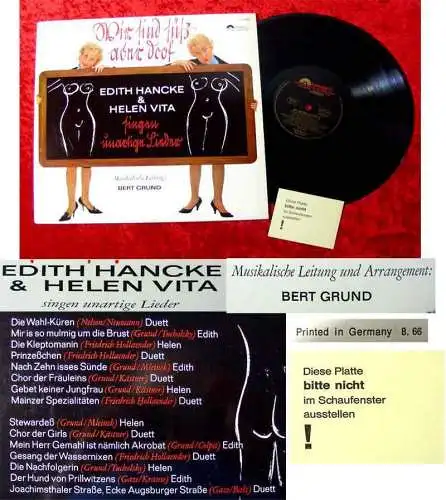 Wir sind süß
aber doof
EDITH HANCKE
&
HELEN VITA
singen
unartige Lieder
Musikalische Leitung:
BERT GRUND
Diese Platte
bitte nicht
im Schaufenster
ausstellen
!
EDITH HANCKE
& HELEN VITA
singen unartige Lieder
Musikalische Leitung und Arrangement:
BERT GRUND
Printed in Germany 8. 66
Die Wahl-Küren (Nelson/Neumann) Duett
Mir is so mulmig um die Brust (Grund/Tucholsky) Edith
Die Kleptomanin (Friedrich Hollaender) Helen
Prinzeßchen (Friedrich Hollaender) Duett
Nach Zehn isses Sünde (Grund/Mleinek) Edith
Chor der Fräuleins (Grund/Kästner) Duett
Gebet keiner Jungfrau (Grund/Kästner) Helen
Mainzer Spezialitäten (Friedrich Hollaender) Duett
Stewardeß (Grund/Mleinek) Helen
Chor der Girls (Grund/Kästner) Duett
Mein Herr Gemahl ist nämlich Akrobat (Grund/Colpet) Edith
Gesang der Wassernixen (Friedrich Hollaender) Duett
Die Nachfolgerin (Grund/Tucholsky) Helen
Der Hund von Prillwitzens (Gaze/Krause) Edith
Joachimsthaler Straße, Ecke Augsburger Straße (Gaze/Bolz) Duett
Diese Platte
bitte nicht
im Schaufenster
ausstellen
!